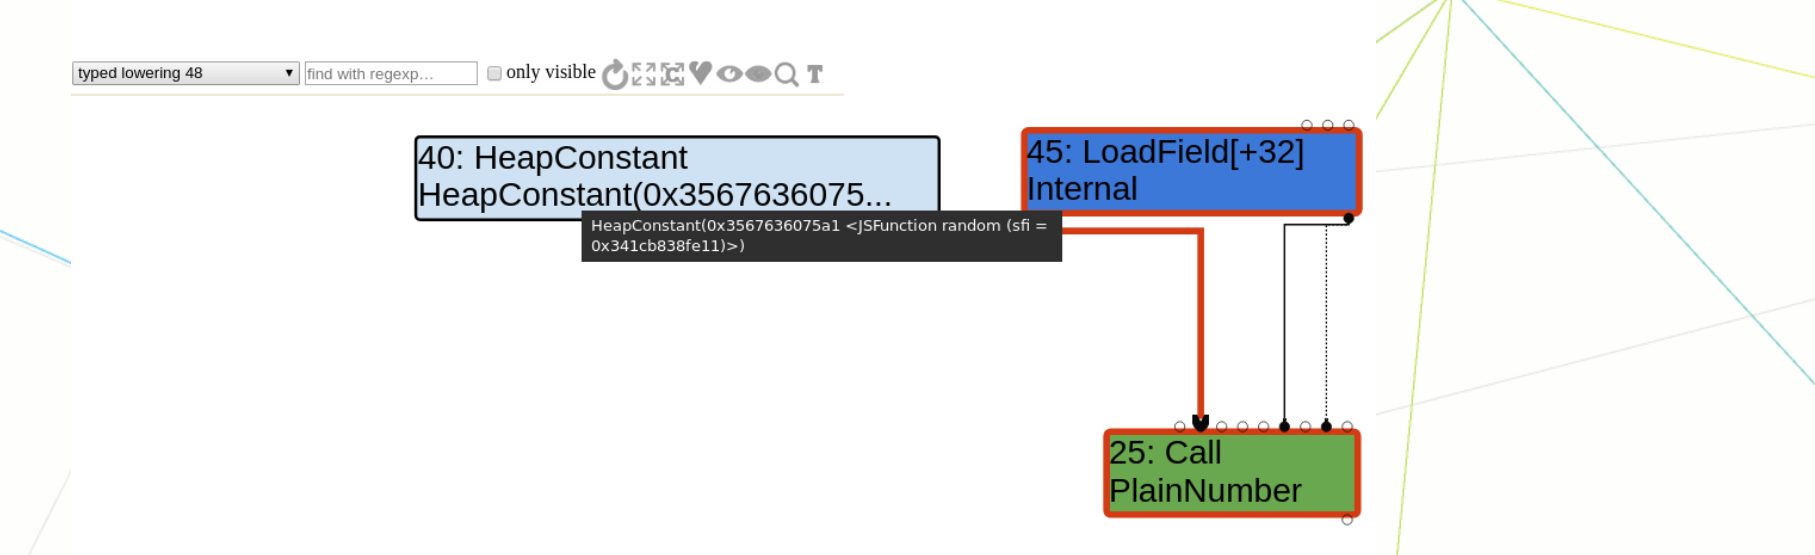 typed lowering 48
find with regexp...
only visible
T
40: HeapConstant
HeapConstant(0x3567636075...
45: LoadField[+32]
Internal
HeapConstant(0x3567636075a1 <JSFunction random (sfi =
0x341cb838fe11)>)
25: Call
PlainNumber